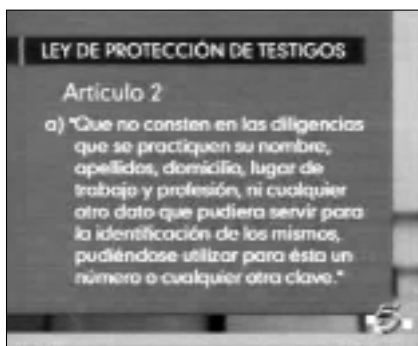 LEY DE PROTECCIÓN DE TESTIGOS
Artículo 2
a) "Que no consten en las diligencias
que se practiquen su nombre,
apellidos, domicilio, lugar de
trabajo y profesión, ni cualquier
otro dato que pudiera servir para
la identificación de los mismos,
pudiéndose utilizar para ésta un
número o cualquier otra clave."
5